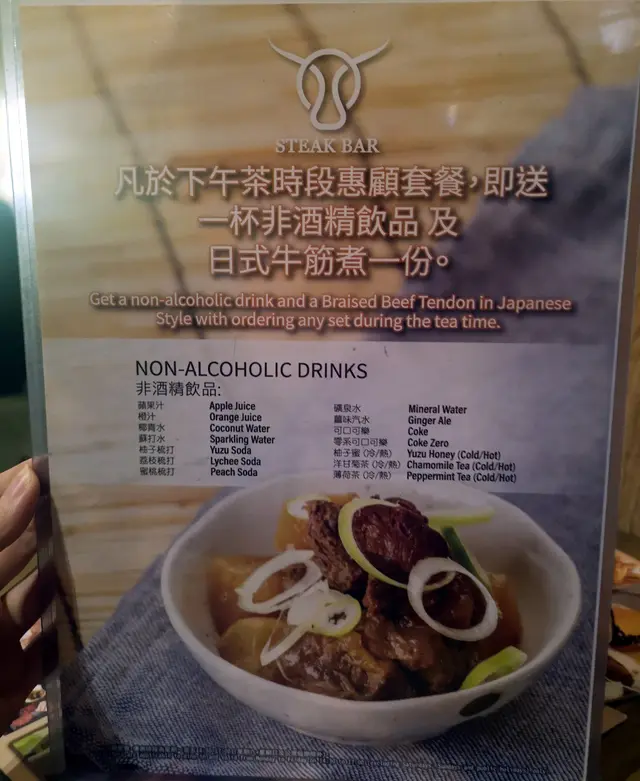 STEAK BAR
凡於下午茶時段惠顧套餐，即送
一杯非酒精飲品 及
日式牛筋煮一份。
Get a non-alcoholic drink and a Braised Beef Tendon in Japanese
Style with ordering any set during the tea time.
NON-ALCOHOLIC DRINKS
非酒精飲品:
蘋果汁 Apple Juice
橙汁 Orange Juice
椰青水 Coconut Water
蘇打水 Sparkling Water
柚子梳打 Yuzu Soda
荔枝梳打 Lychee Soda
蜜桃梳打 Peach Soda
礦泉水 Mineral Water
薑味汽水 Ginger Ale
可口可樂 Coke
零系可口可樂 Coke Zero
柚子蜜 (冷/熱) Yuzu Honey (Cold/Hot)
洋甘菊茶 (冷/熱) Chamomile Tea (Cold/Hot)
薄荷茶 (冷/熱) Peppermint Tea (Cold/Hot)